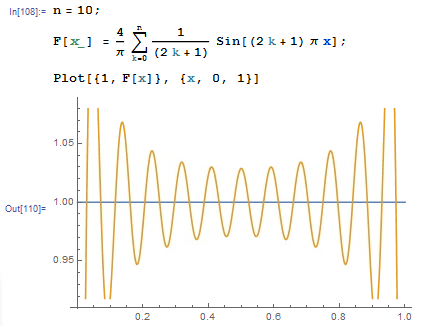 In[108]:= n = 10;
F[x_] = 4/π ∑_{k=0}^{n} 1/(2 k + 1) Sin[(2 k + 1) π x];
Plot[{1, F[x]}, {x, 0, 1}]
1.05
Out[110]= 1.00
0.95
0.2 0.4 0.6 0.8 1.0